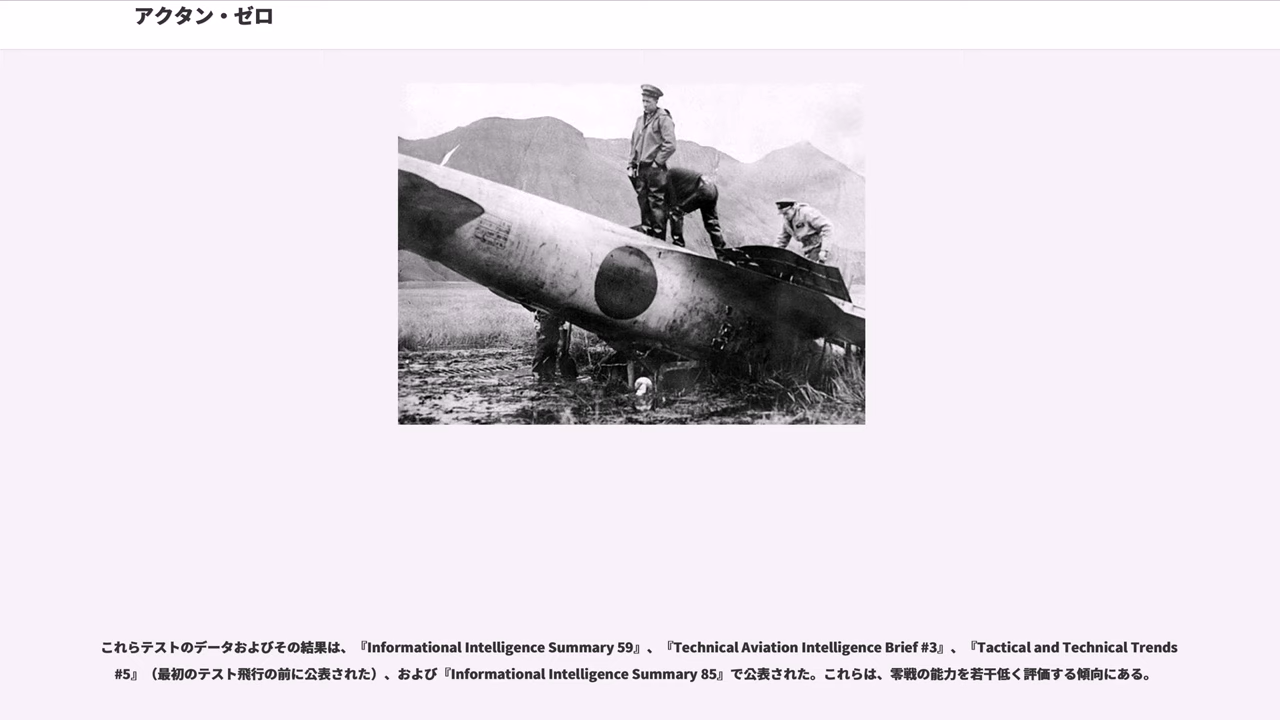 アクタン・ゼロ
これらテストのデータおよびその結果は、『Informational Intelligence Summary 59』、『Technical Aviation Intelligence Brief #3』、『Tactical and Technical Trends
#5』（最初のテスト飛行の前に公表された）、および『Informational Intelligence Summary 85』で公表された。これらは、零戦の能力を若干低く評価する傾向にある。